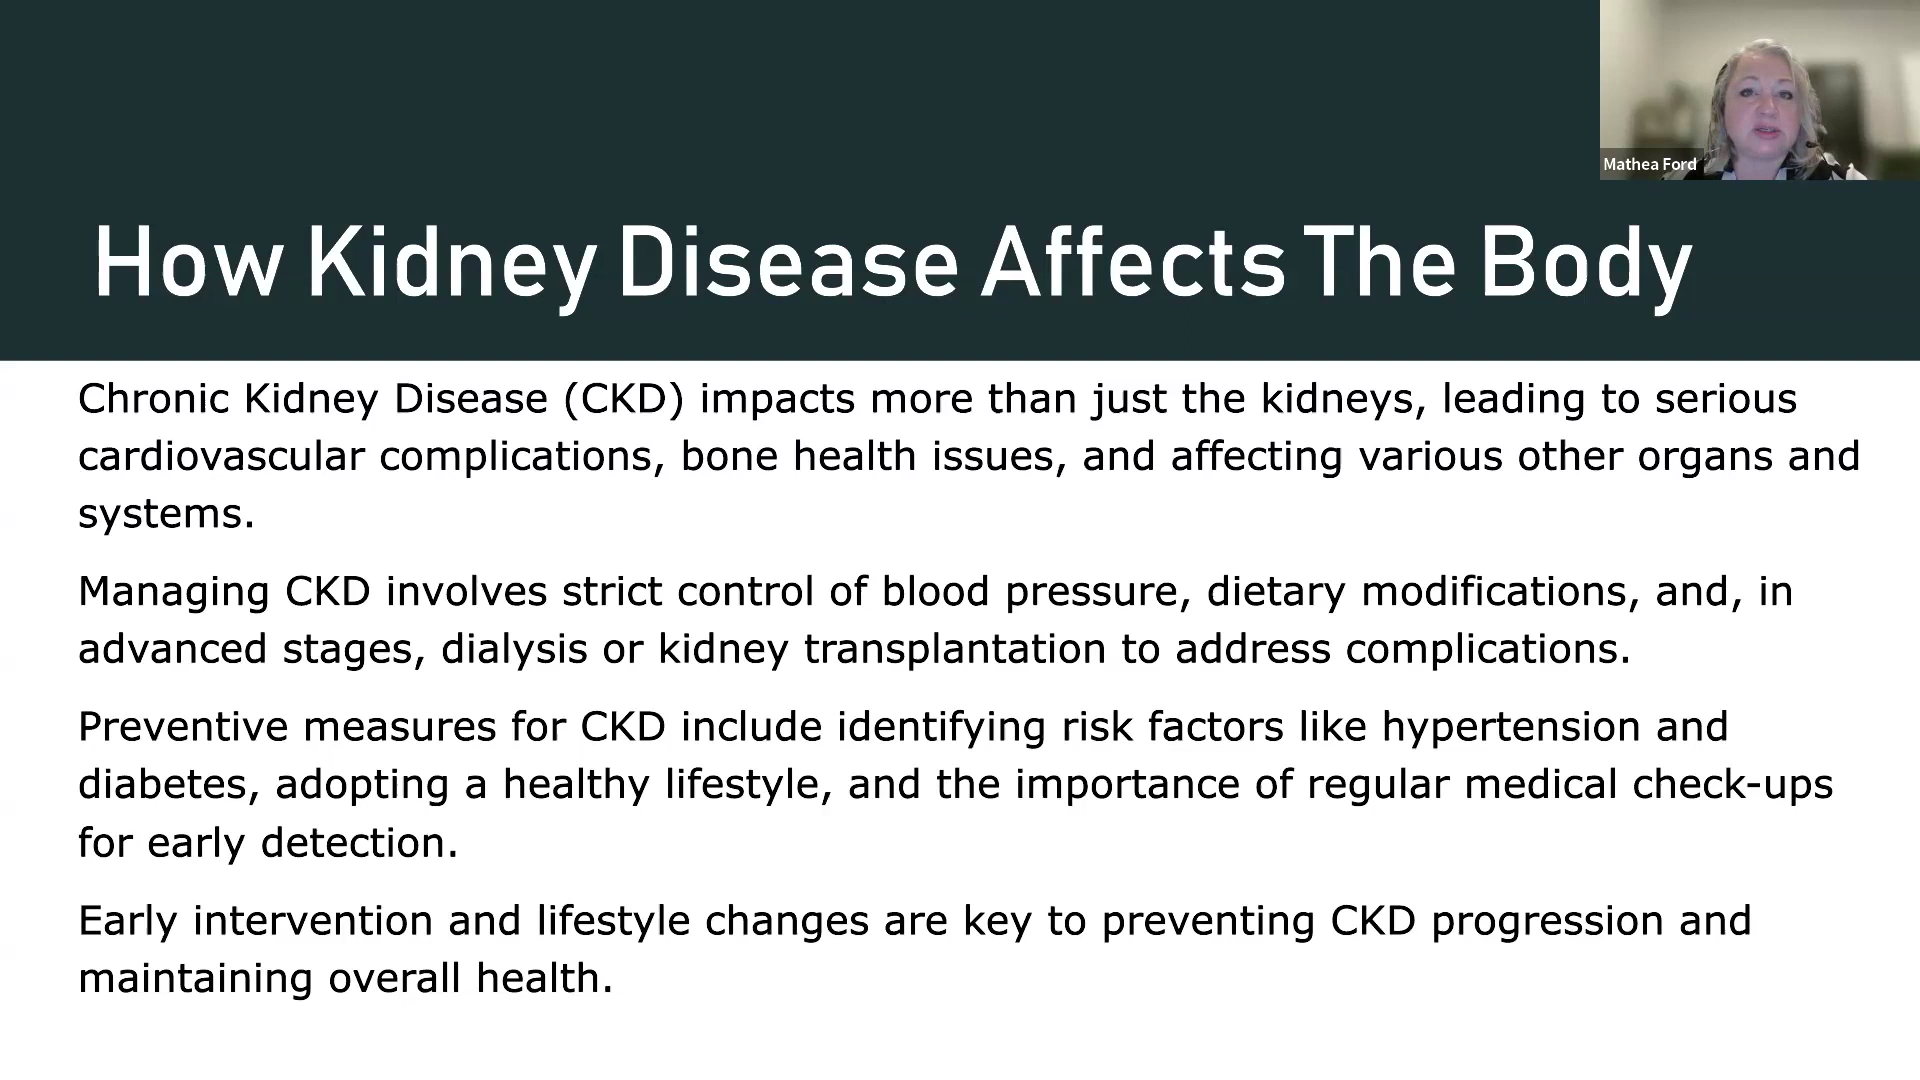 Mathea Ford
How Kidney Disease Affects The Body
Chronic Kidney Disease (CKD) impacts more than just the kidneys, leading to serious
cardiovascular complications, bone health issues, and affecting various other organs and
systems.
Managing CKD involves strict control of blood pressure, dietary modifications, and, in
advanced stages, dialysis or kidney transplantation to address complications.
Preventive measures for CKD include identifying risk factors like hypertension and
diabetes, adopting a healthy lifestyle, and the importance of regular medical check-ups
for early detection.
Early intervention and lifestyle changes are key to preventing CKD progression and
maintaining overall health.